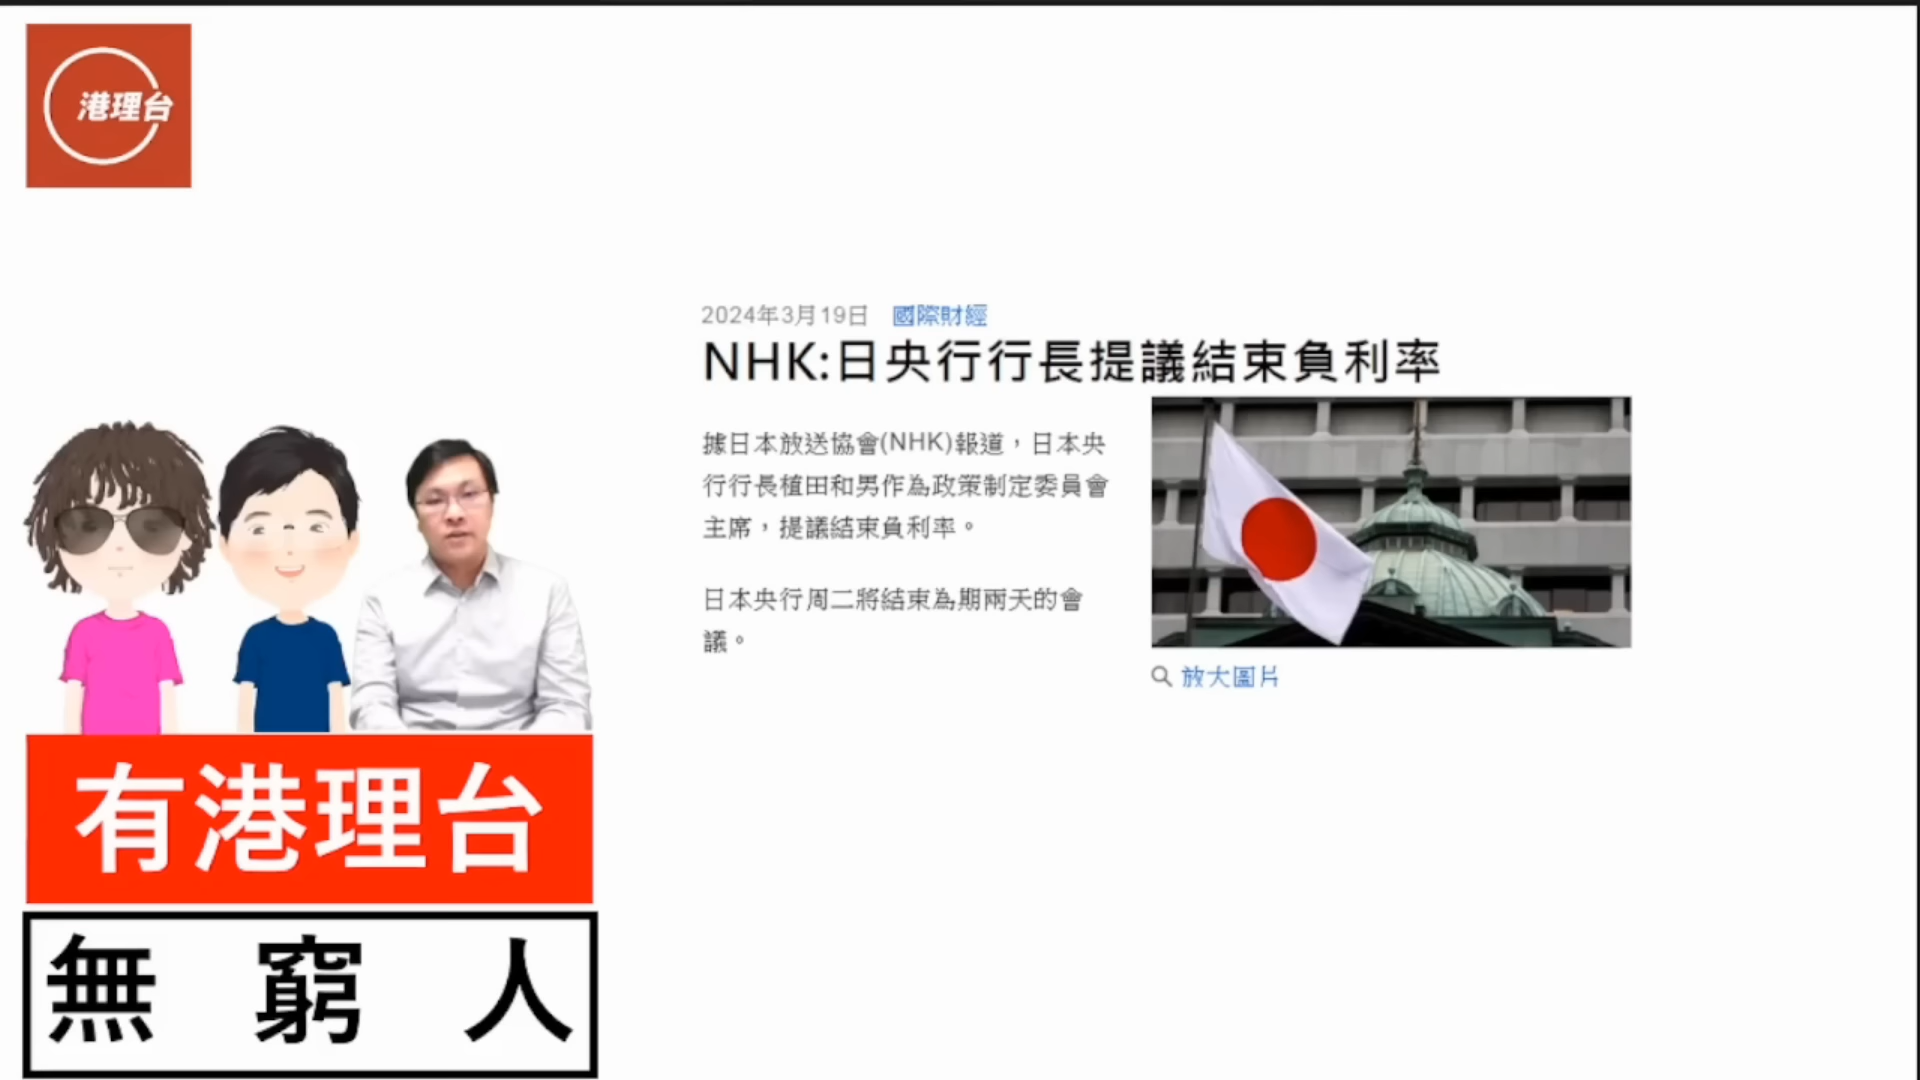 港理台
2024年3月19日 國際財經
NHK:日央行行長提議結束負利率
據日本放送協會(NHK)報道，日本央
行行長植田和男作為政策制定委員會
主席，提議結束負利率。
日本央行周二將結束為期兩天的會
議。
放大圖片
有港理台
無窮人